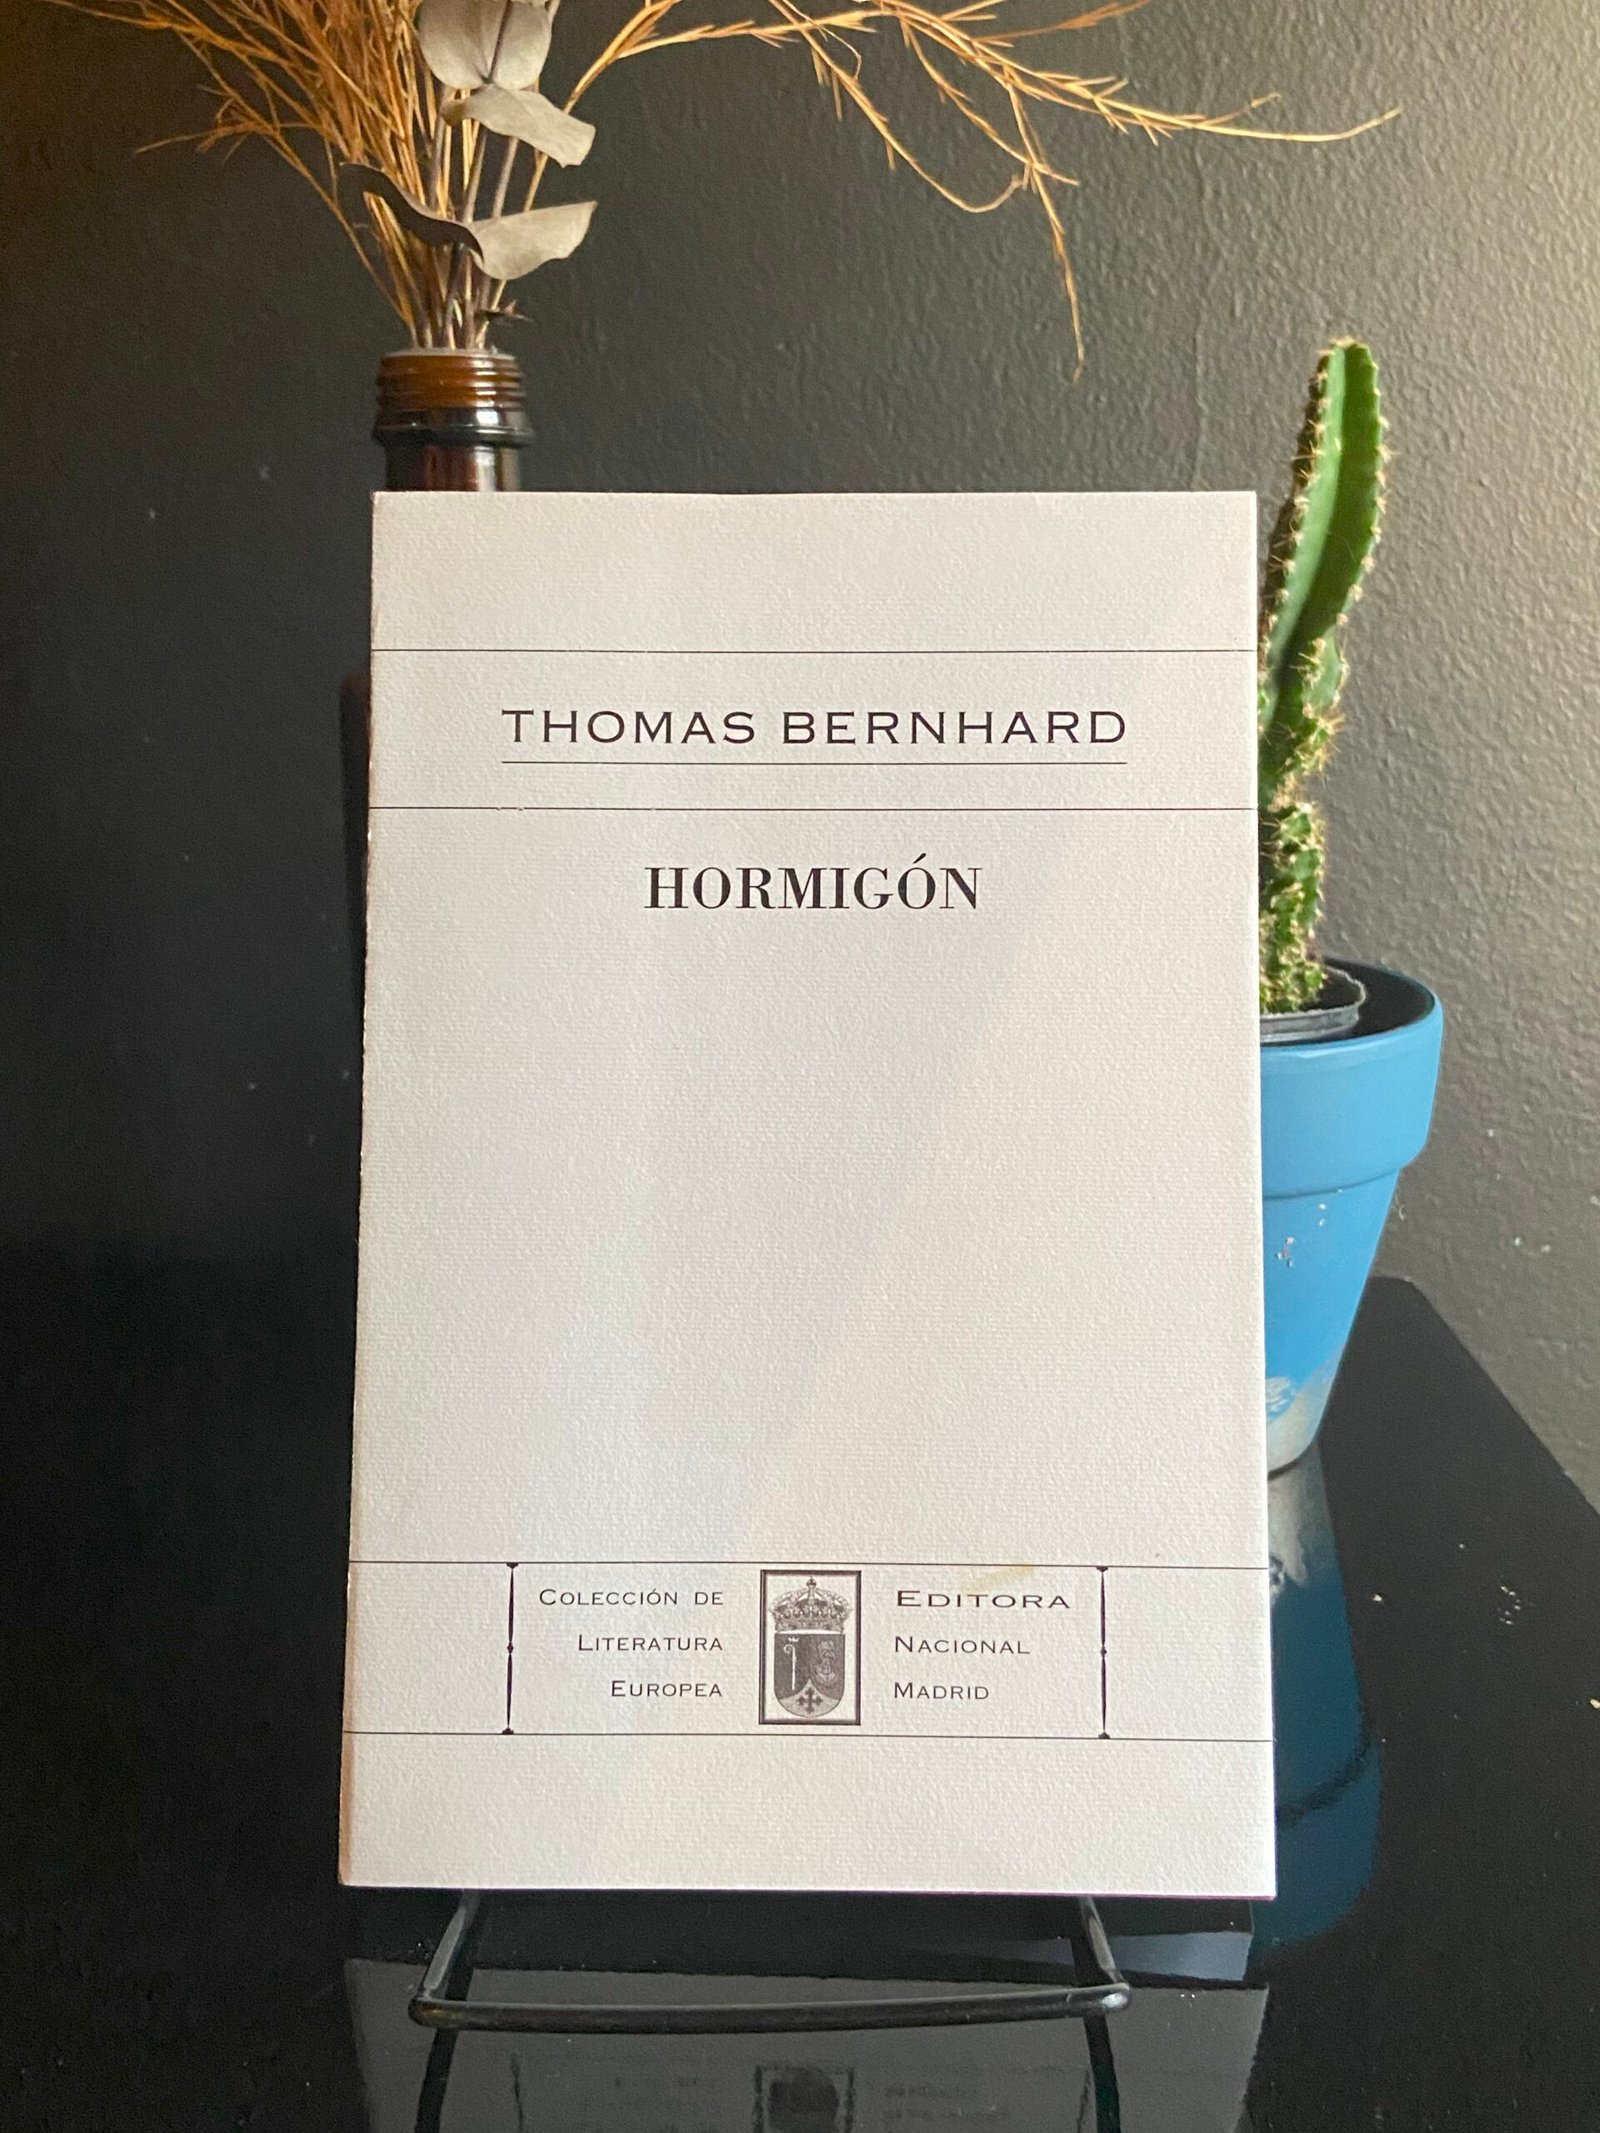 THOMAS BERNHARD
HORMIGÓN
COLECCIÓN DE
LITERATURA
EUROPEA
EDITORA
NACIONAL
MADRID